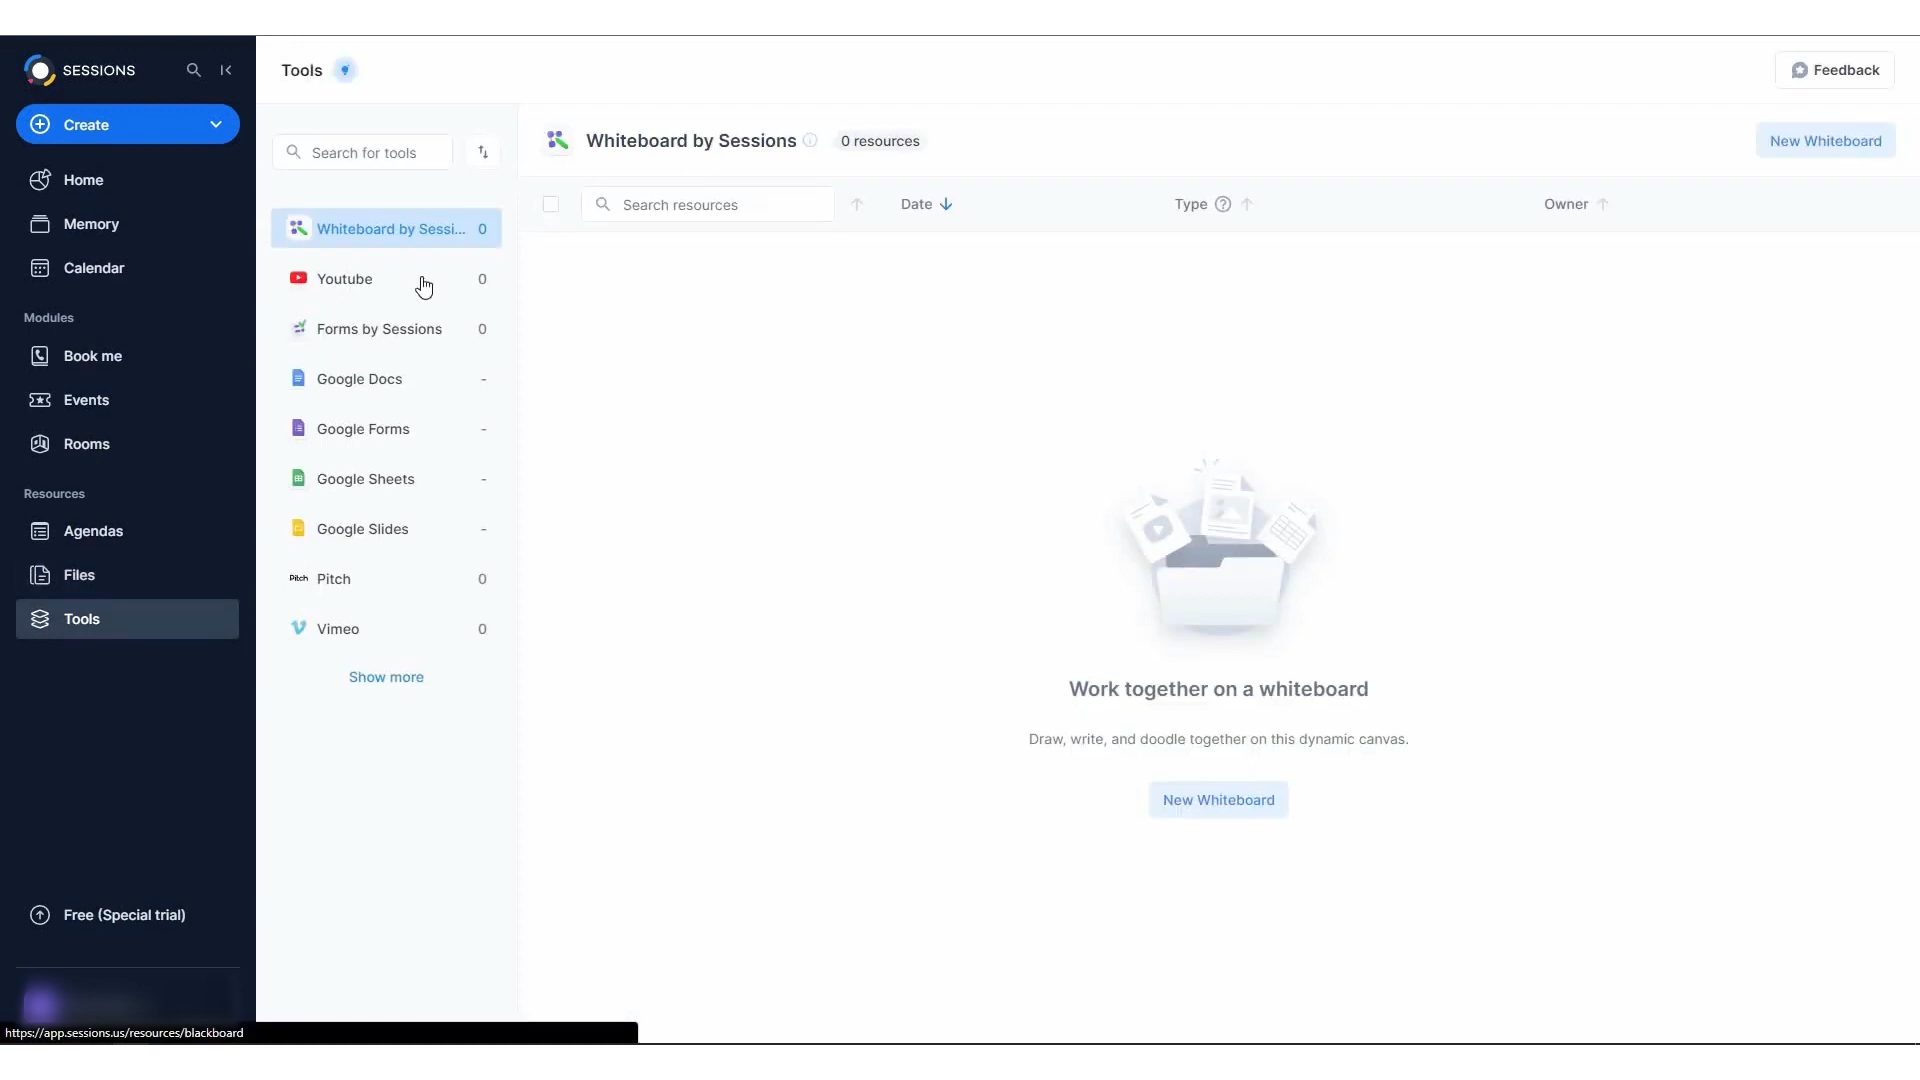 SESSIONS
Create
Home
Memory
Calendar
Modules
Book me
Events
Rooms
Resources
Agendas
Files
Tools
Free (Special trial)
https://app.sessions.us/resources/blackboard
Tools
Feedback
Search for tools
Whiteboard by Sessi... 0
Youtube 0
Forms by Sessions 0
Google Docs -
Google Forms -
Google Sheets -
Google Slides -
Pitch Pitch 0
Vimeo 0
Show more
Whiteboard by Sessions 0 resources
New Whiteboard
Search resources Date Type Owner
Work together on a whiteboard
Draw, write, and doodle together on this dynamic canvas.
New Whiteboard